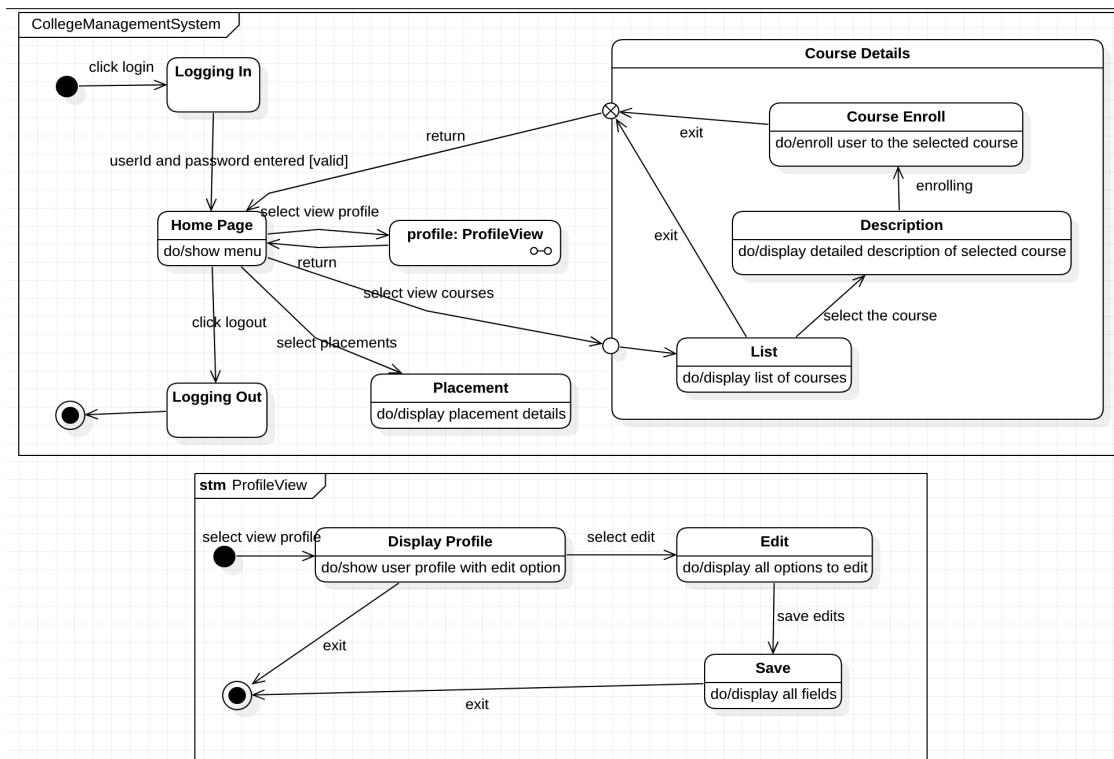 CollegeManagementSystem
click login
Logging In
userId and password entered [valid]
return
Home Page
do/show menu
select view profile
profile: ProfileView
return
select view courses
click logout
select placements
Logging Out
Placement
do/display placement details
Course Details
Course Enroll
do/enroll user to the selected course
exit
enrolling
Description
do/display detailed description of selected course
exit
select the course
List
do/display list of courses
stm ProfileView
select view profile
Display Profile
do/show user profile with edit option
select edit
Edit
do/display all options to edit
save edits
exit
Save
do/display all fields
exit